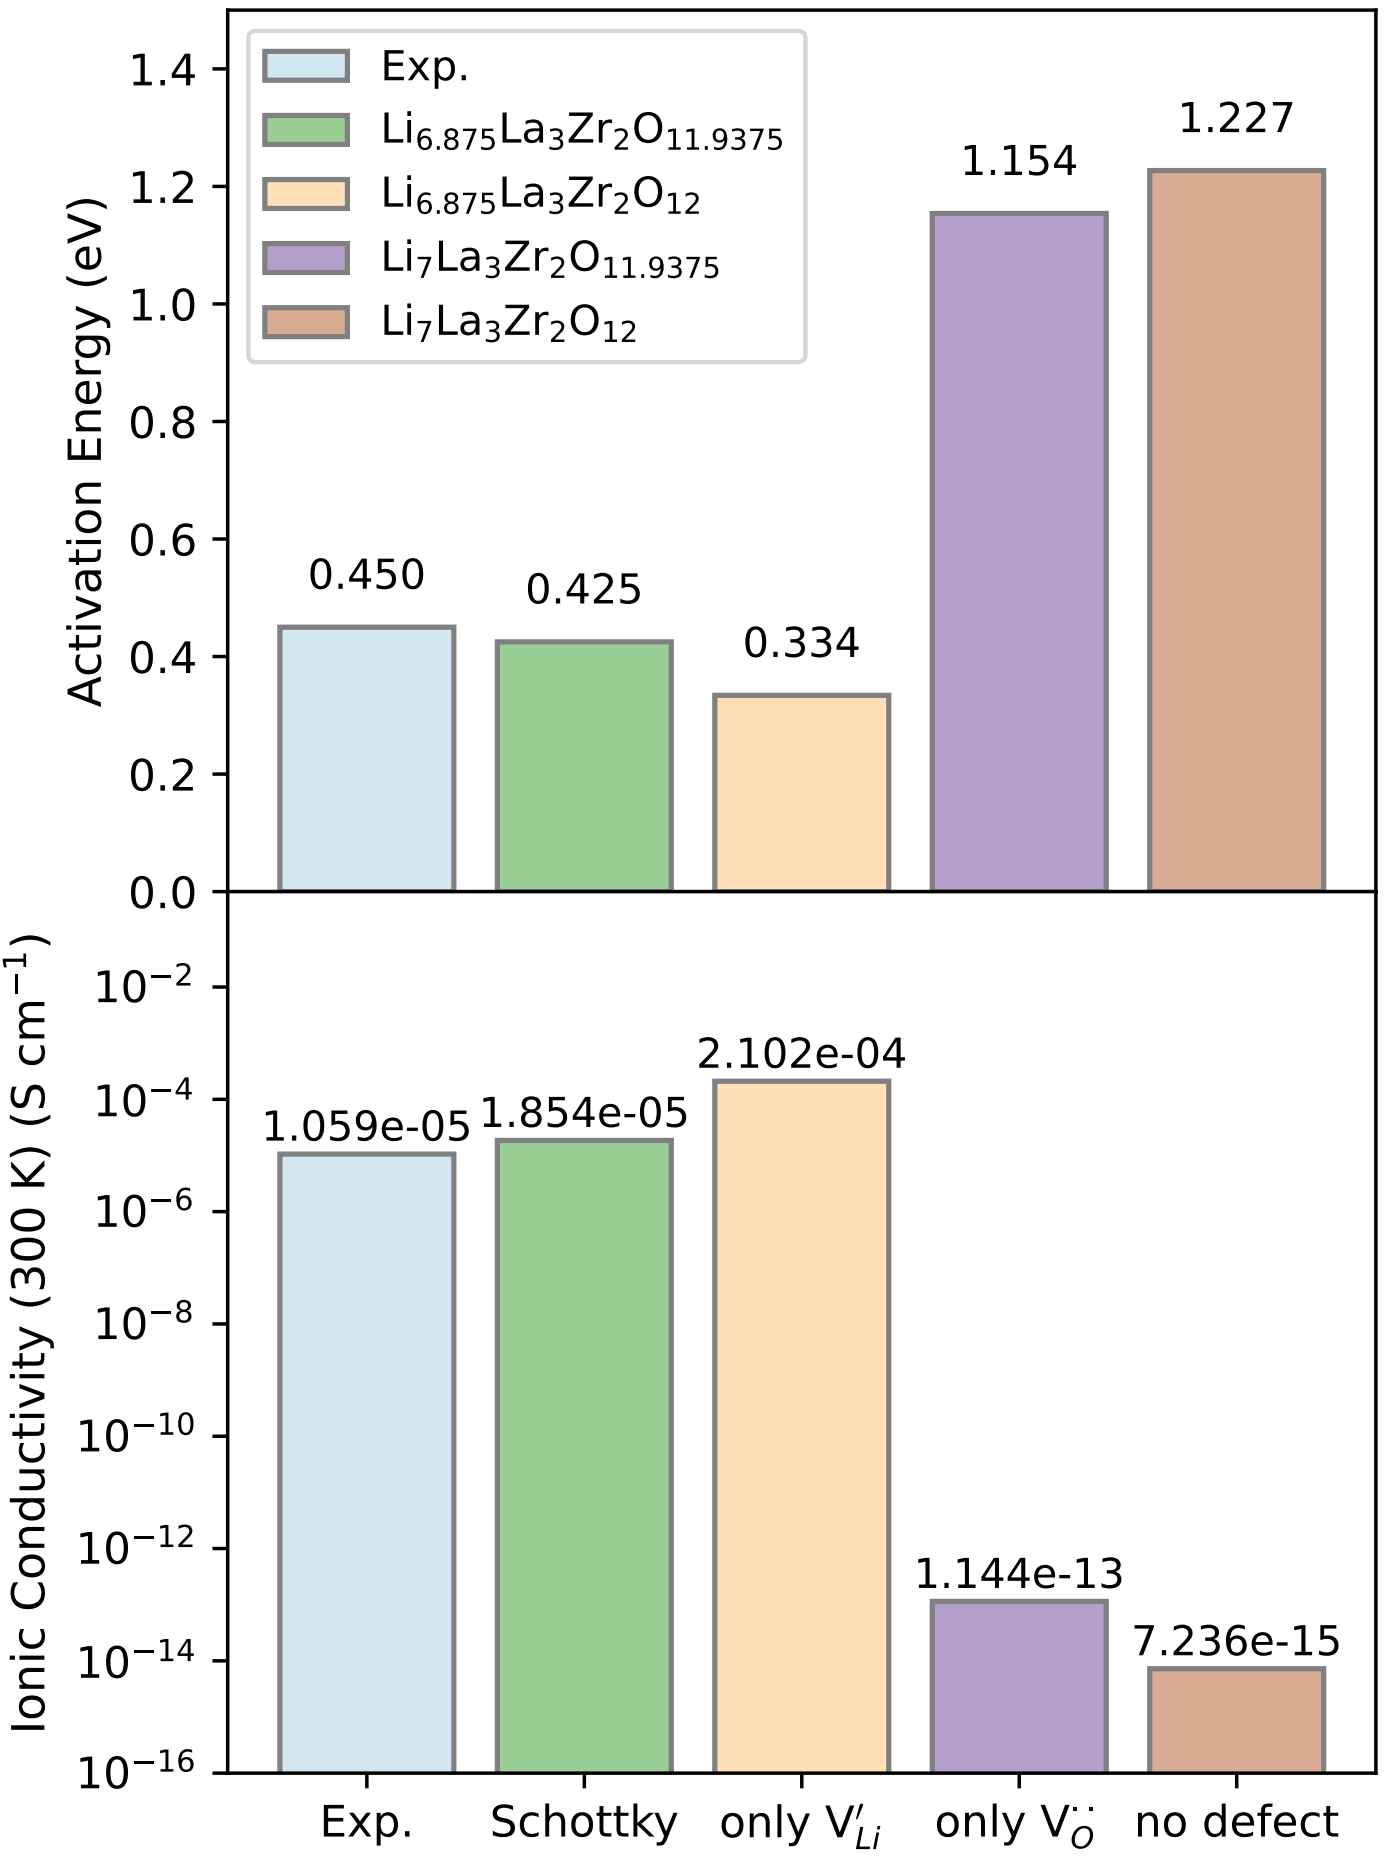 Activation Energy (eV)
1.4
1.2
1.0
0.8
0.6
0.4
0.2
0.0
Exp.
Li₆.₈₇₅La₃Zr₂O₁₁.₉₃₇₅
Li₆.₈₇₅La₃Zr₂O₁₂
Li₇La₃Zr₂O₁₁.₉₃₇₅
Li₇La₃Zr₂O₁₂
0.450
0.425
0.334
1.154
1.227
Ionic Conductivity (300 K) (S cm⁻¹)
10⁻²
10⁻⁴
10⁻⁶
10⁻⁸
10⁻¹⁰
10⁻¹²
10⁻¹⁴
10⁻¹⁶
1.059e-05
1.854e-05
2.102e-04
1.144e-13
7.236e-15
Exp.
Schottky
only V′_Li
only V^¨_O
no defect